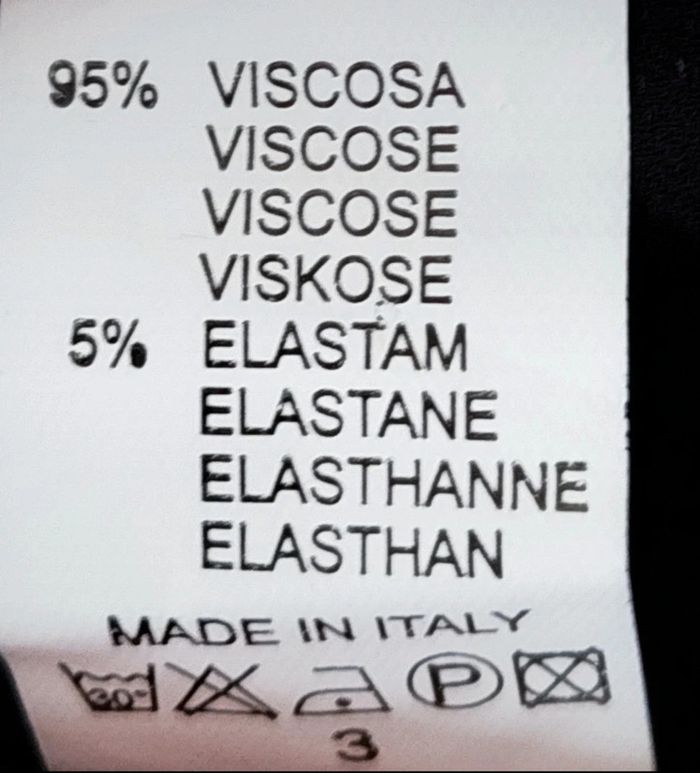 95% VISCOSA
VISCOSE
VISCOSE
VISKOSE
5% ELASTAM
ELASTANE
ELASTHANNE
ELASTHAN
MADE IN ITALY
30° P
3